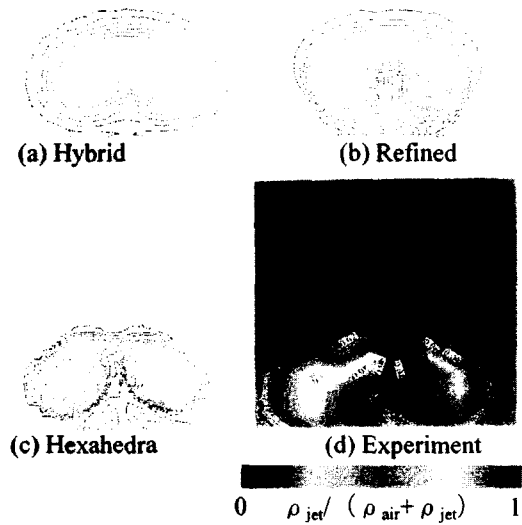 (a) Hybrid
(b) Refined
(c) Hexahedra
(d) Experiment
0 ρ jet/ ( ρ air+ ρ jet) 1